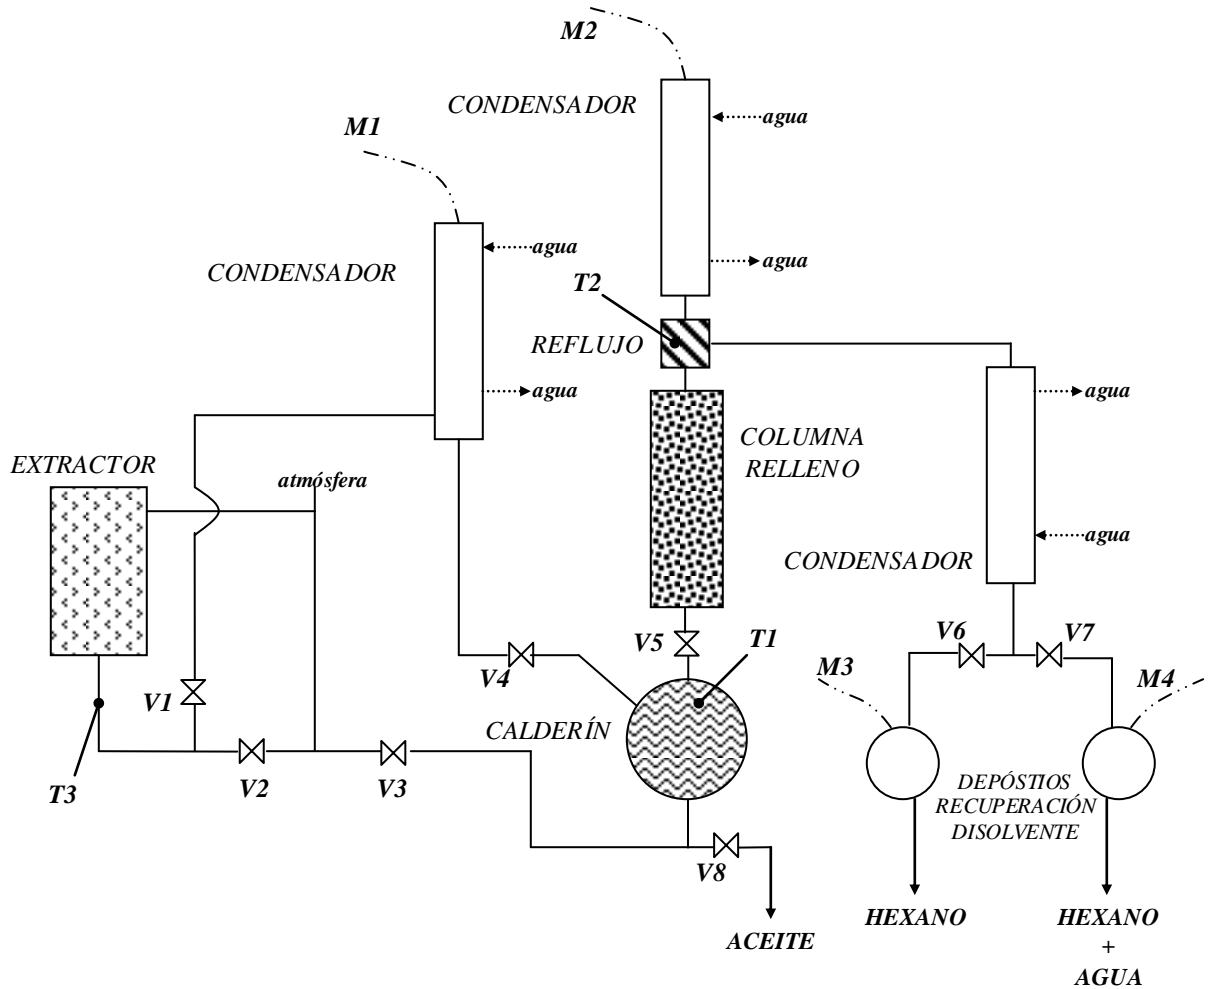 M2
CONDENSADOR
agua
M1
agua
CONDENSADOR
agua
T2
REFLUJO
agua
agua
COLUMNA
RELLENO
EXTRACTOR
atmósfera
agua
CONDENSADOR
V6
V7
V5
T1
V4
M3
M4
V1
CALDERÍN
T3
V2
V3
DEPÓSTIOS
RECUPERACIÓN
DISOLVENTE
V8
HEXANO
HEXANO
+
AGUA
ACEITE